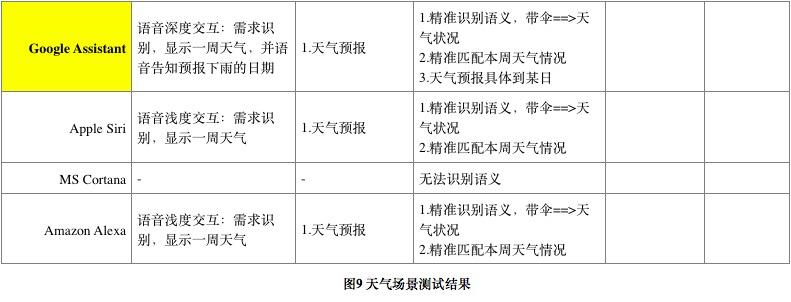 Google Assistant
语音深度交互：需求识
别，显示一周天气，并语
音告知预报下雨的日期
1.天气预报
1.精准识别语义，带伞==>天
气状况
2.精准匹配本周天气情况
3.天气预报具体到某日
Apple Siri
语音浅度交互：需求识
别，显示一周天气
1.天气预报
1.精准识别语义，带伞==>天
气状况
2.精准匹配本周天气情况
MS Cortana
-
-
无法识别语义
Amazon Alexa
语音浅度交互：需求识
别，显示一周天气
1.天气预报
1.精准识别语义，带伞==>天
气状况
2.精准匹配本周天气情况
图9 天气场景测试结果